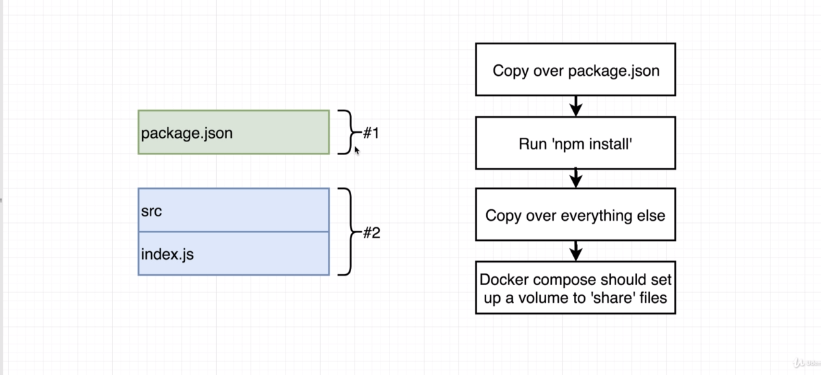 package.json
#1
src
index.js
#2
Copy over package.json
Run 'npm install'
Copy over everything else
Docker compose should set
up a volume to 'share' files